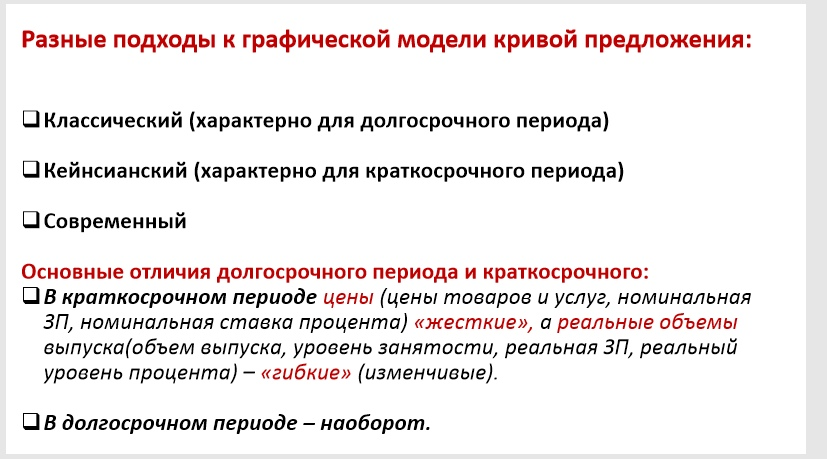 Разные подходы к графической модели кривой предложения:
❑Классический (характерно для долгосрочного периода)
❑Кейнсианский (характерно для краткосрочного периода)
❑Современный
Основные отличия долгосрочного периода и краткосрочного:
❑В краткосрочном периоде цены (цены товаров и услуг, номинальная
ЗП, номинальная ставка процента) «жесткие», а реальные объемы
выпуска(объем выпуска, уровень занятости, реальная ЗП, реальный
уровень процента) – «гибкие» (изменчивые).
❑В долгосрочном периоде – наоборот.